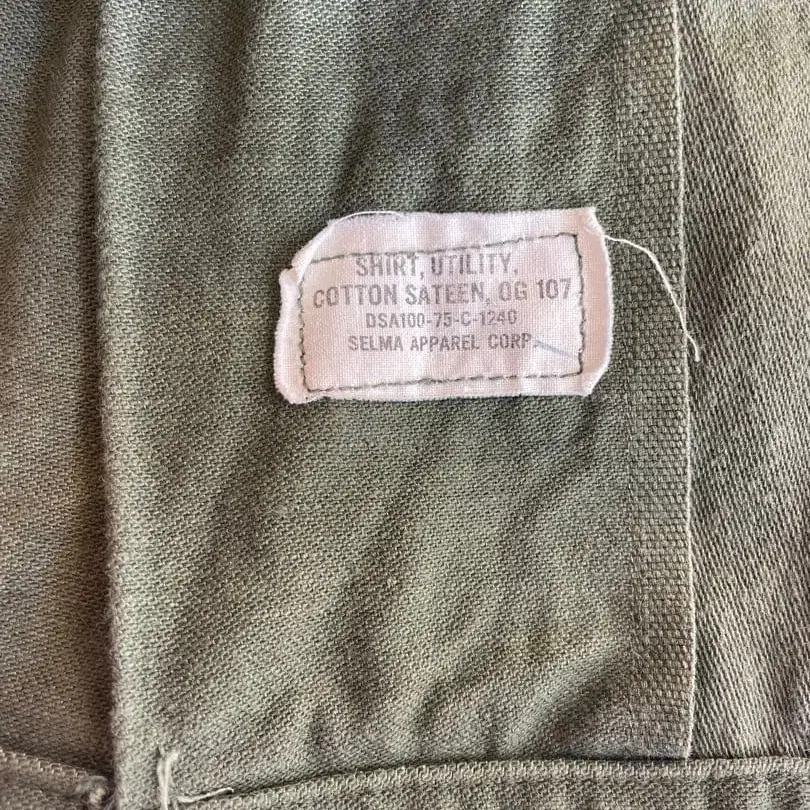 SHIRT, UTILITY,
COTTON SATEEN, OG 107
DSA100-75-C-1240
SELMA APPAREL CORP.